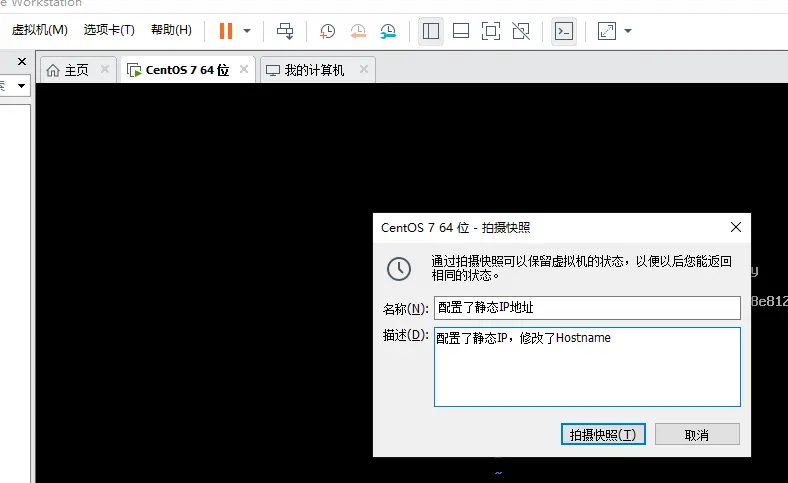 e Workstation
虚拟机(M) 选项卡(T) 帮助(H)
索
主页 CentOS 7 64 位 我的计算机
CentOS 7 64 位 - 拍摄快照
通过拍摄快照可以保留虚拟机的状态，以便以后您能返回
相同的状态。
y
名称(N): 配置了静态IP地址
8e812
描述(D): 配置了静态IP，修改了Hostname
拍摄快照(T) 取消
~